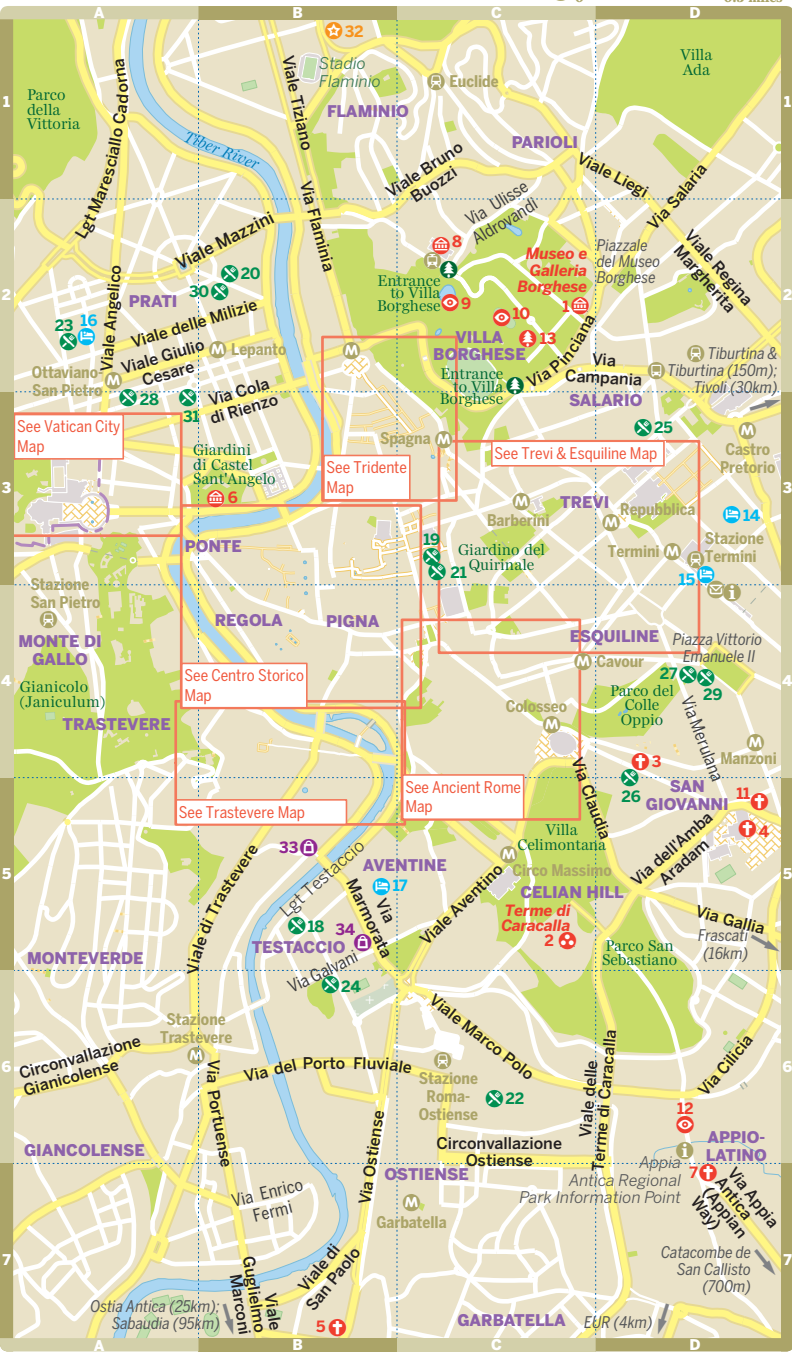 A
B
C
D
1
2
3
4
5
6
7
1
2
3
4
5
6
7
32
Stadio
Flaminio
Euclide
Villa
Ada
Parco
della
Vittoria
FLAMINIO
PARIOLI
Lgt Maresciallo Cadorna
Tiber River
Viale Tiziano
Viale Bruno
Buozzi
Viale Liegi
Via Salaria
Via Flaminia
Via Ulisse
Aldrovandi
Viale Mazzini
8
Museo e
Galleria
Borghese
1
Piazzale
del Museo
Borghese
Viale Regina
Margherita
Entrance
to Villa
Borghese
9
10
13
20
30
PRATI
Viale Angelico
23
16
Viale delle Milizie
Viale Giulio
Cesare
Lepanto
VILLA
BORGHESE
Via Pinciana
Entrance
to Villa
Borghese
Via
Campania
Tiburtina &
Tiburtina (150m);
Tivoli (30km)
Ottaviano-
San Pietro
28
31
Via Cola
di Rienzo
SALARIO
25
Castro
Pretorio
See Vatican City
Map
Giardini
di Castel
Sant'Angelo
6
Spagna
See Tridente
Map
See Trevi & Esquiline Map
TREVI
Barberini
Repubblica
14
Stazione
Termini
Termini
15
PONTE
19
21
Giardino del
Quirinale
Stazione
San Pietro
MONTE DI
GALLO
REGOLA
PIGNA
ESQUILINE
Piazza Vittorio
Emanuele II
Cavour
Gianicolo
(Janiculum)
See Centro Storico
Map
TRASTEVERE
27
29
Parco del
Colle
Oppio
Colosseo
Via Merulana
Manzoni
3
26
SAN
GIOVANNI
11
4
See Trastevere Map
See Ancient Rome
Map
Via Claudia
Villa
Celimontana
Via dell'Amba
Aradam
33
Lgt Testaccio
AVENTINE
17
Circo Massimo
CELIAN HILL
Viale di Trastevere
18
34
TESTACCIO
Via
Marmorata
Viale Aventino
Terme di
Caracalla
2
Via Gallia
Frascati
(16km)
Parco San
Sebastiano
MONTEVERDE
Via Galvani
24
Viale Marco Polo
Stazione
Trastevere
Circonvallazione
Gianicolense
Via del Porto Fluviale
Stazione
Roma-
Ostiense
22
Viale delle
Terme di Caracalla
Via Cilicia
12
Via Portuense
GIANCOLENSE
Via Ostiense
Circonvallazione
Ostiense
APPIO-
LATINO
OSTIENSE
Appia
Antica Regional
Park Information Point
7
Via Appia
Antica
(Appian
Way)
Via Enrico
Fermi
Garbatella
Catacombe de
San Callisto
(700m)
Viale
Guglielmo
Marconi
Viale di
San Paolo
Ostia Antica (25km);
Sabaudia (95km)
5
GARBATELLA
EUR (4km)
A
B
C
D